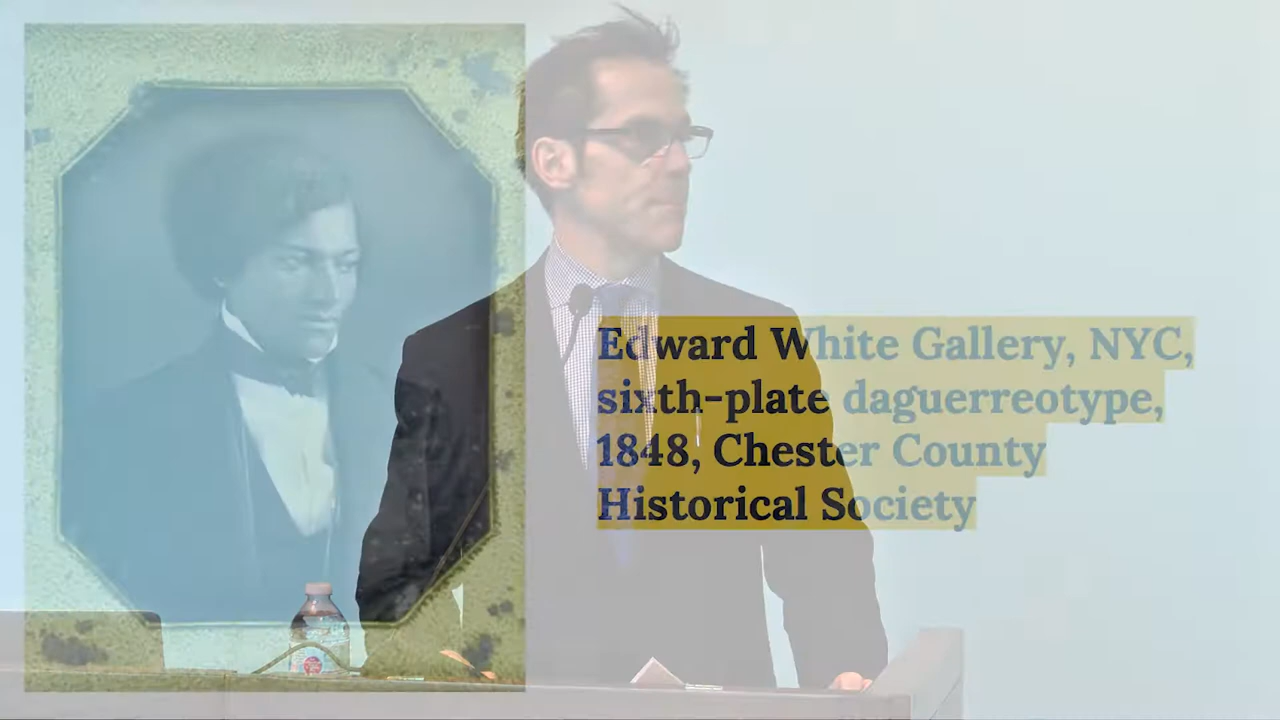 Edward White Gallery, NYC,
sixth-plate daguerreotype,
1848, Chester County
Historical Society